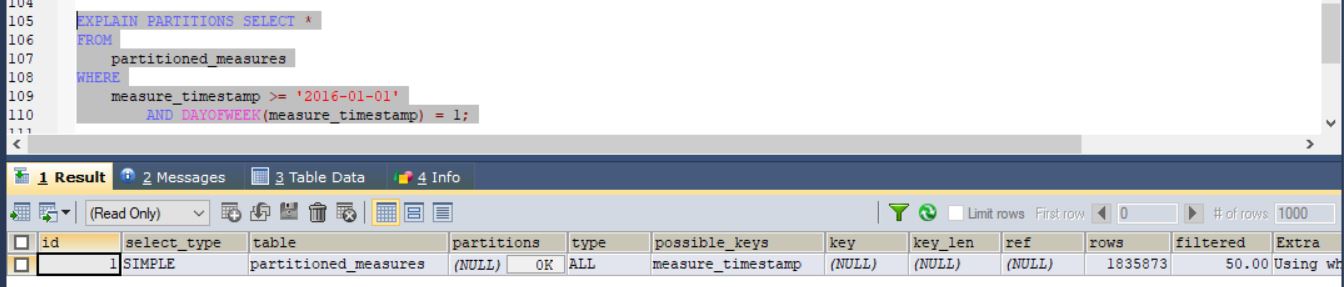 104
105 EXPLAIN PARTITIONS SELECT *
106 FROM
107 partitioned_measures
108 WHERE
109 measure_timestamp >= '2016-01-01'
110 AND DAYOFWEEK(measure_timestamp) = 1;
111
1 Result 2 Messages 3 Table Data 4 Info
(Read Only) Limit rows First row 0 # of rows 1000
id select_type table partitions type possible_keys key key_len ref rows filtered Extra
1 SIMPLE partitioned_measures (NULL) 0K ALL measure_timestamp (NULL) (NULL) (NULL) 1835873 50.00 Using wh